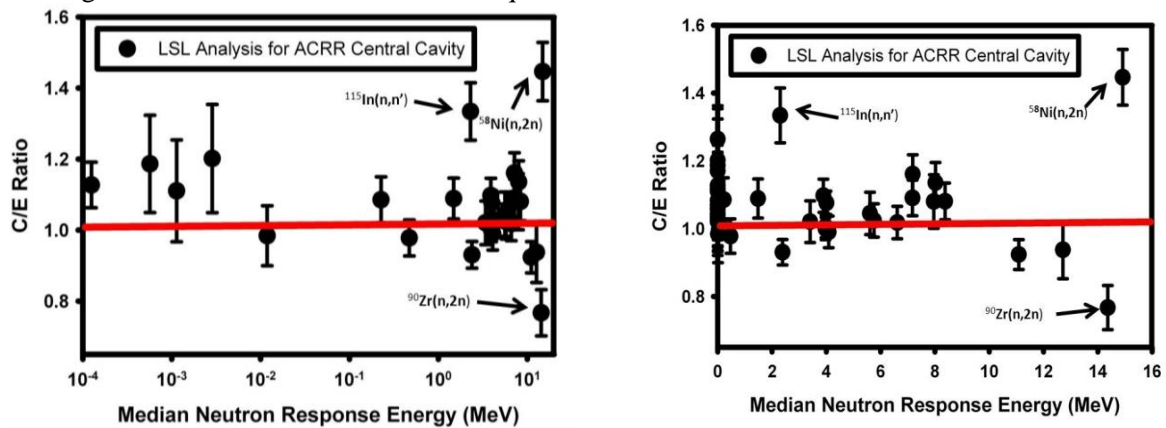 1.6
LSL Analysis for ACRR Central Cavity
1.4
115In(n,n')
58Ni(n,2n)
1.2
C/E Ratio
1.0
0.8
90Zr(n,2n)
10-4 10-3 10-2 10-1 100 101
Median Neutron Response Energy (MeV)
1.6
LSL Analysis for ACRR Central Cavity
1.4
115In(n,n')
58Ni(n,2n)
1.2
C/E Ratio
1.0
0.8
90Zr(n,2n)
0 2 4 6 8 10 12 14 16
Median Neutron Response Energy (MeV)